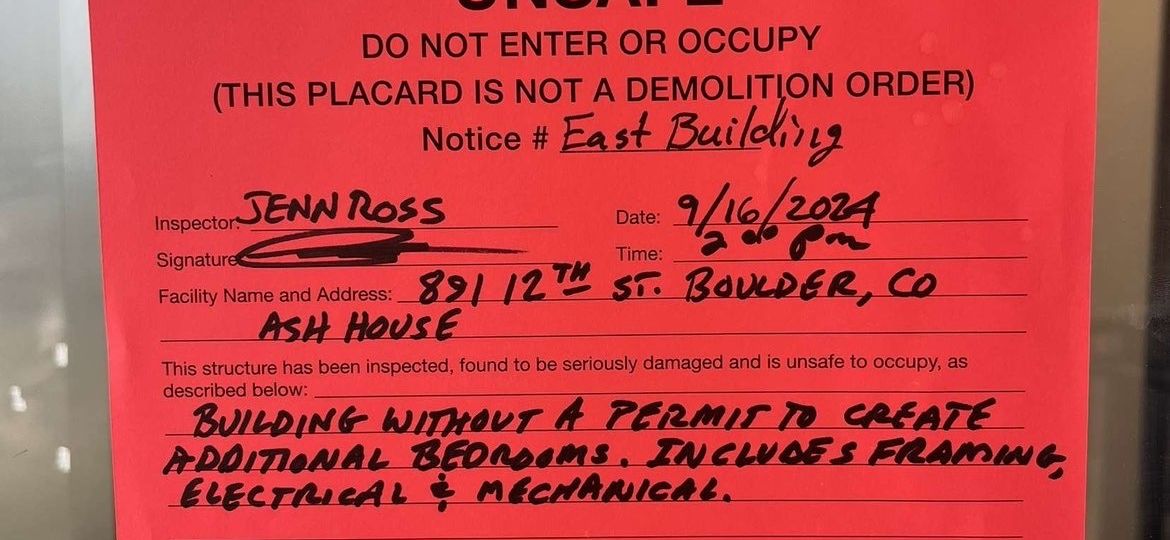 UNSAFE
DO NOT ENTER OR OCCUPY
(THIS PLACARD IS NOT A DEMOLITION ORDER)
Notice # East Building
Inspector: JENN ROSS Date: 9/16/2024
Signature Time: 2 00 pm
Facility Name and Address: 891 12TH ST. BOULDER, CO
ASH HOUSE
This structure has been inspected, found to be seriously damaged and is unsafe to occupy, as
described below:
BUILDING WITHOUT A PERMIT TO CREATE
ADDITIONAL BEDROOMS. INCLUDES FRAMING,
ELECTRICAL & MECHANICAL.